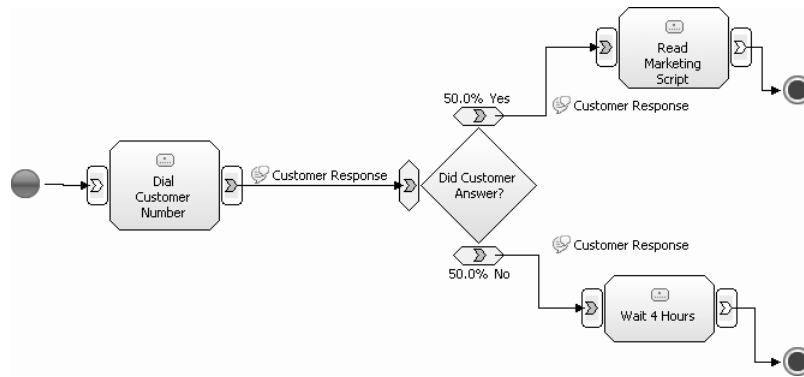 Dial
Customer
Number
Customer Response
Did Customer
Answer?
50.0% Yes
Customer Response
Read
Marketing
Script
50.0% No
Customer Response
Wait 4 Hours